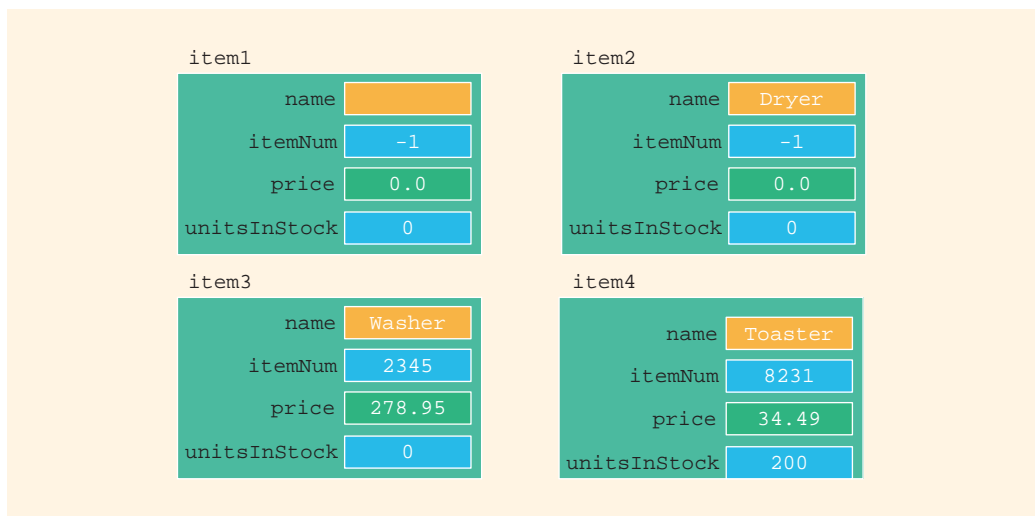 item1
name
itemNum -1
price 0.0
unitsInStock 0
item2
name Dryer
itemNum -1
price 0.0
unitsInStock 0
item3
name Washer
itemNum 2345
price 278.95
unitsInStock 0
item4
name Toaster
itemNum 8231
price 34.49
unitsInStock 200